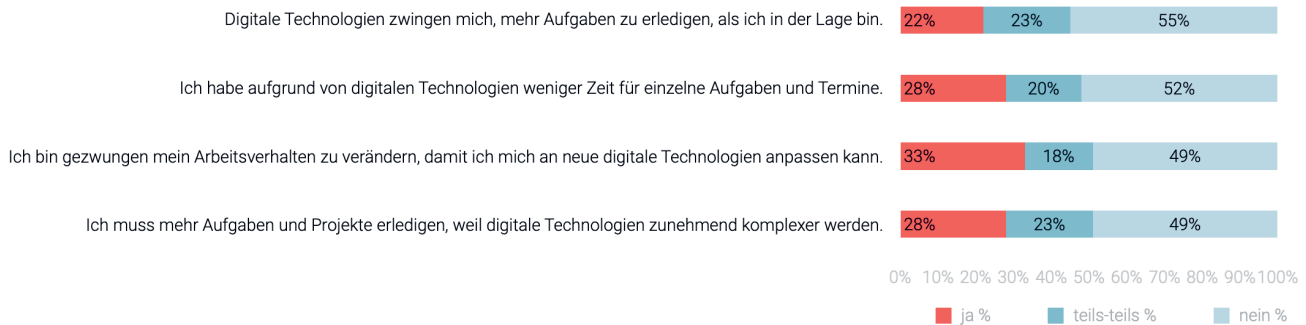 Digitale Technologien zwingen mich, mehr Aufgaben zu erledigen, als ich in der Lage bin. 22% 23% 55%
Ich habe aufgrund von digitalen Technologien weniger Zeit für einzelne Aufgaben und Termine. 28% 20% 52%
Ich bin gezwungen mein Arbeitsverhalten zu verändern, damit ich mich an neue digitale Technologien anpassen kann. 33% 18% 49%
Ich muss mehr Aufgaben und Projekte erledigen, weil digitale Technologien zunehmend komplexer werden. 28% 23% 49%
0% 10% 20% 30% 40% 50% 60% 70% 80% 90% 100%
ja % teils-teils % nein %